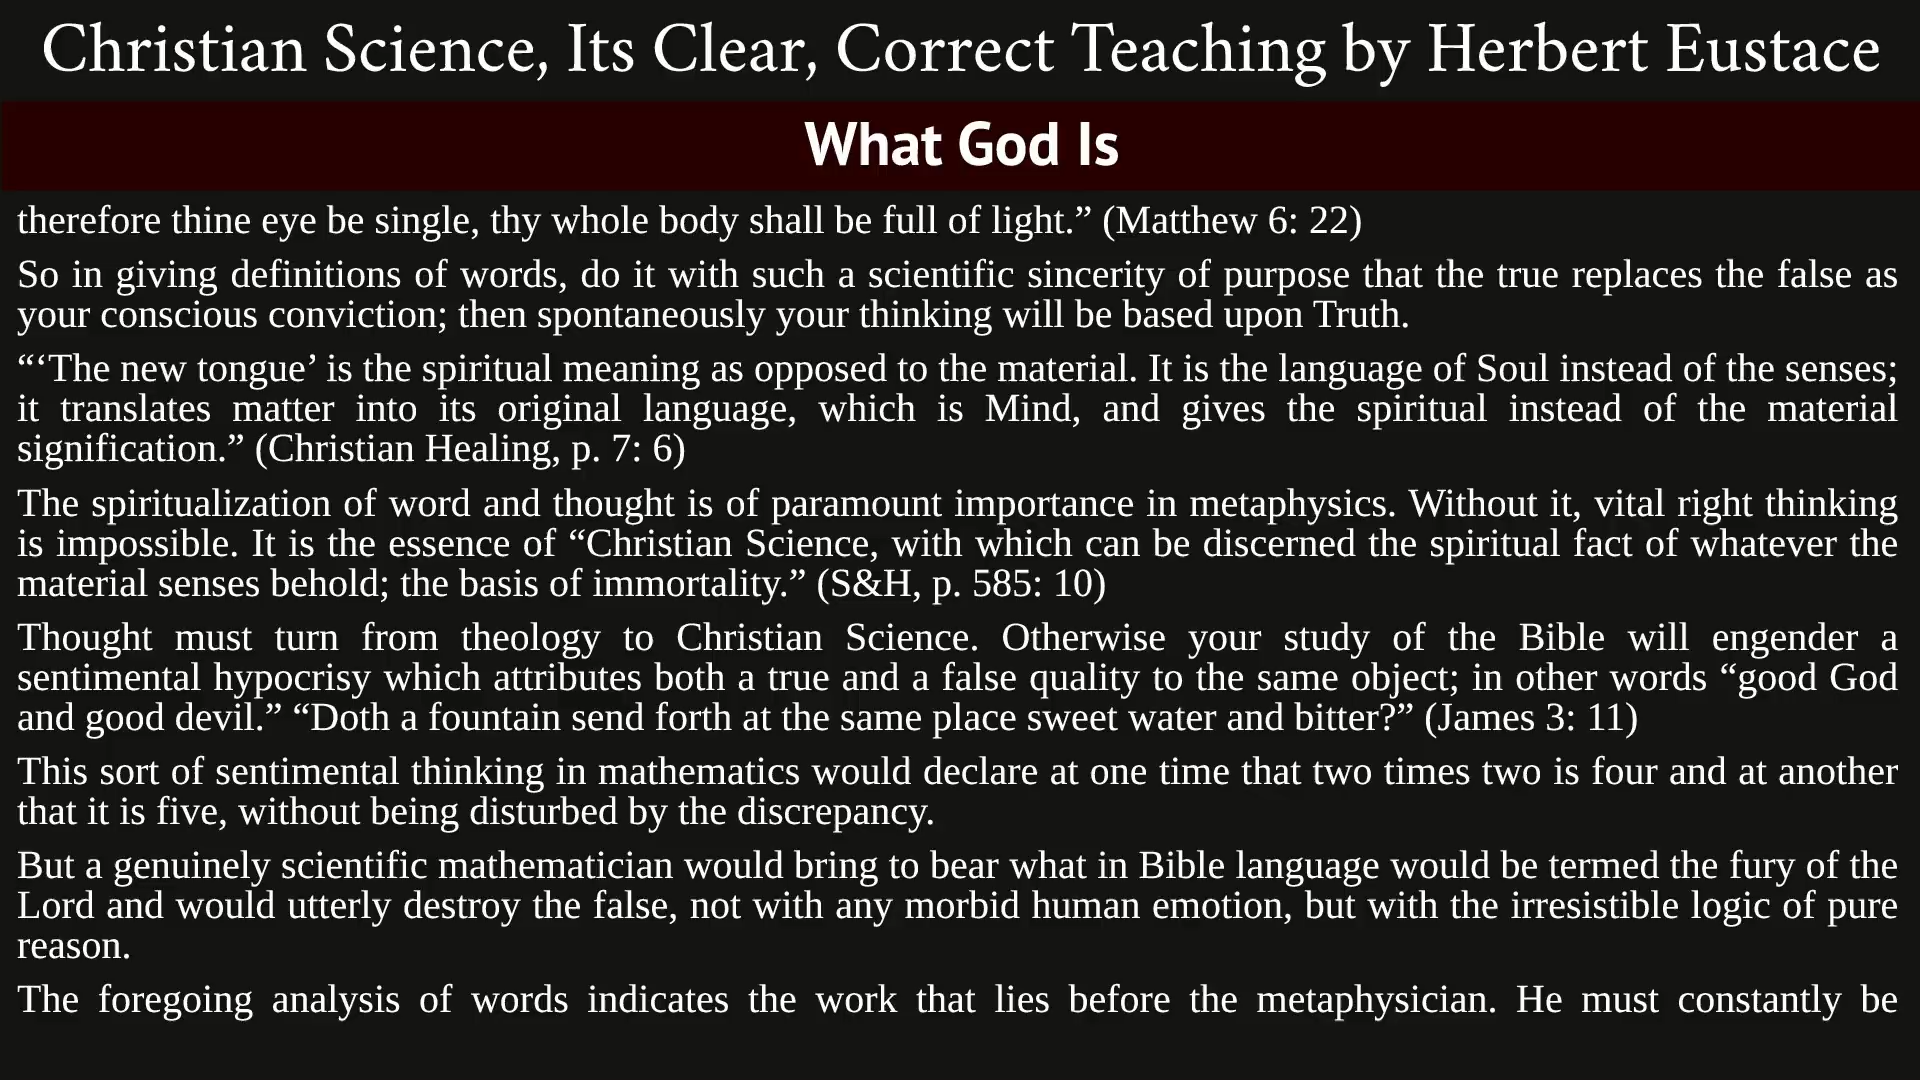 Christian Science, Its Clear, Correct Teaching by Herbert Eustace
What God Is
therefore thine eye be single, thy whole body shall be full of light.” (Matthew 6: 22)
So in giving definitions of words, do it with such a scientific sincerity of purpose that the true replaces the false as
your conscious conviction; then spontaneously your thinking will be based upon Truth.
“‘The new tongue’ is the spiritual meaning as opposed to the material. It is the language of Soul instead of the senses;
it translates matter into its original language, which is Mind, and gives the spiritual instead of the material
signification.” (Christian Healing, p. 7: 6)
The spiritualization of word and thought is of paramount importance in metaphysics. Without it, vital right thinking
is impossible. It is the essence of “Christian Science, with which can be discerned the spiritual fact of whatever the
material senses behold; the basis of immortality.” (S&H, p. 585: 10)
Thought must turn from theology to Christian Science. Otherwise your study of the Bible will engender a
sentimental hypocrisy which attributes both a true and a false quality to the same object; in other words “good God
and good devil.” “Doth a fountain send forth at the same place sweet water and bitter?” (James 3: 11)
This sort of sentimental thinking in mathematics would declare at one time that two times two is four and at another
that it is five, without being disturbed by the discrepancy.
But a genuinely scientific mathematician would bring to bear what in Bible language would be termed the fury of the
Lord and would utterly destroy the false, not with any morbid human emotion, but with the irresistible logic of pure
reason.
The foregoing analysis of words indicates the work that lies before the metaphysician. He must constantly be